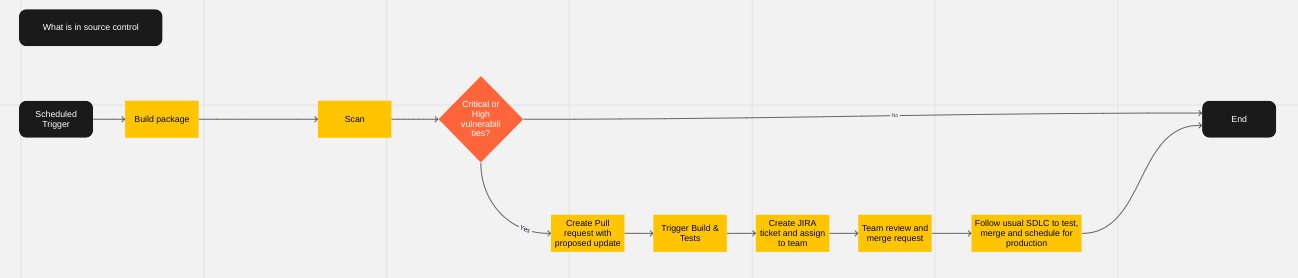 What is in source control
Scheduled
Trigger
Build package
Scan
Critical or
High
vulnerabili
ties?
No
End
Yes
Create Pull
request with
proposed update
Trigger Build &
Tests
Create JIRA
ticket and assign
to team
Team review and
merge request
Follow usual SDLC to test,
merge and schedule for
production